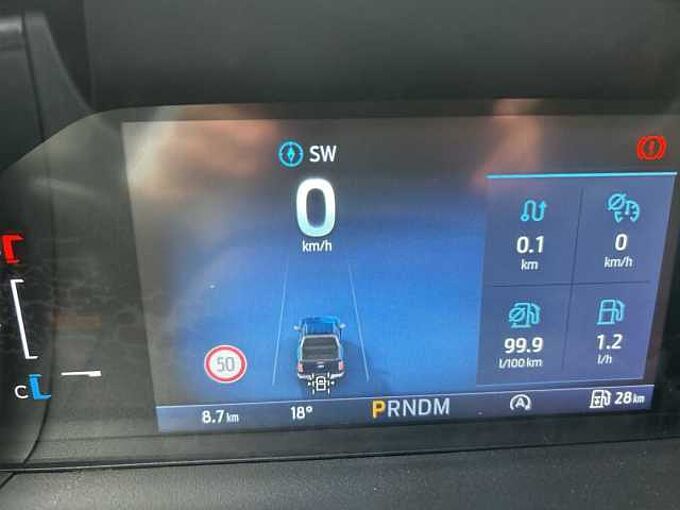 SW
0
km/h
0.1
km
0
km/h
99.9
l/100 km
1.2
l/h
50
C
8.7 km
18°
PRNDM
A
28 km